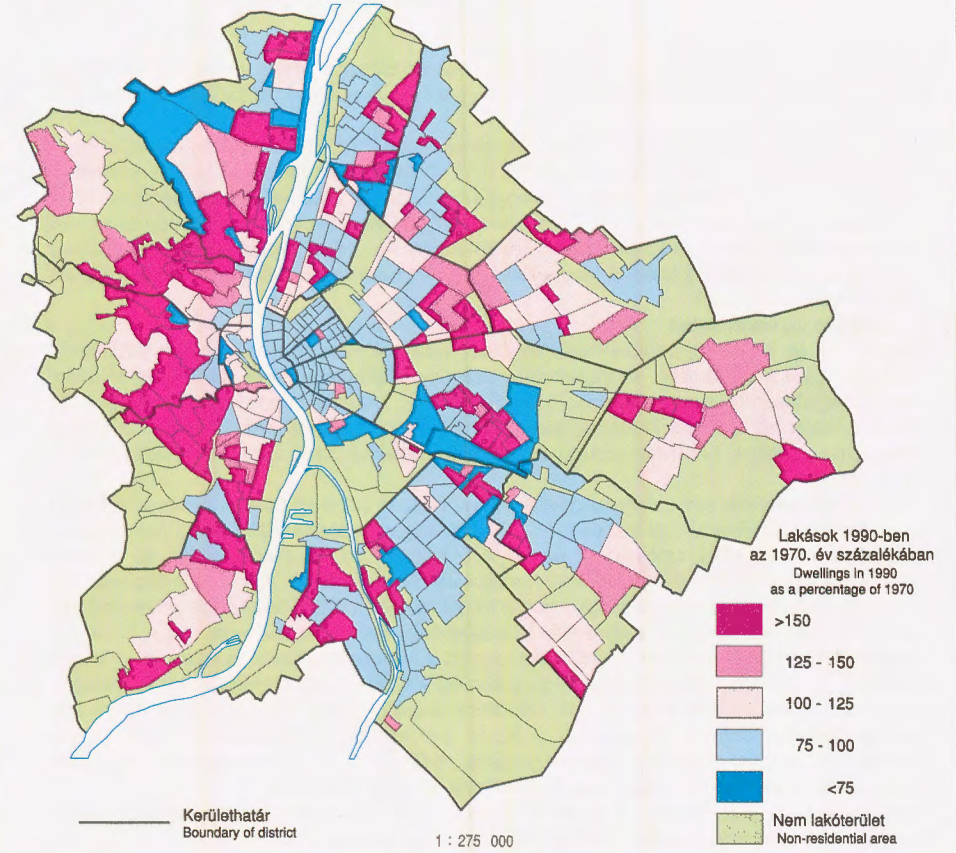 Lakások 1990-ben
az 1970. év százalékában
Dwellings in 1990
as a percentage of 1970
>150
125 - 150
100 - 125
75 - 100
<75
Nem lakóterület
Non-residential area
Kerülethatár
Boundary of district
1 : 275 000